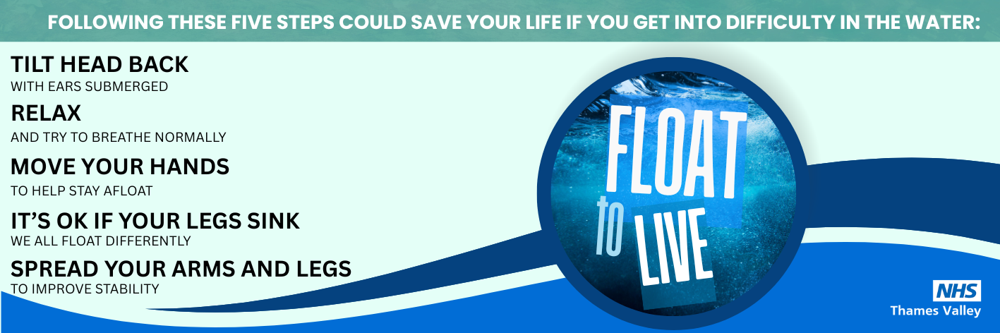 FOLLOWING THESE FIVE STEPS COULD SAVE YOUR LIFE IF YOU GET INTO DIFFICULTY IN THE WATER:
TILT HEAD BACK
WITH EARS SUBMERGED
RELAX
AND TRY TO BREATHE NORMALLY
MOVE YOUR HANDS
TO HELP STAY AFLOAT
IT’S OK IF YOUR LEGS SINK
WE ALL FLOAT DIFFERENTLY
SPREAD YOUR ARMS AND LEGS
TO IMPROVE STABILITY
FLOAT
to
LIVE
NHS
Thames Valley